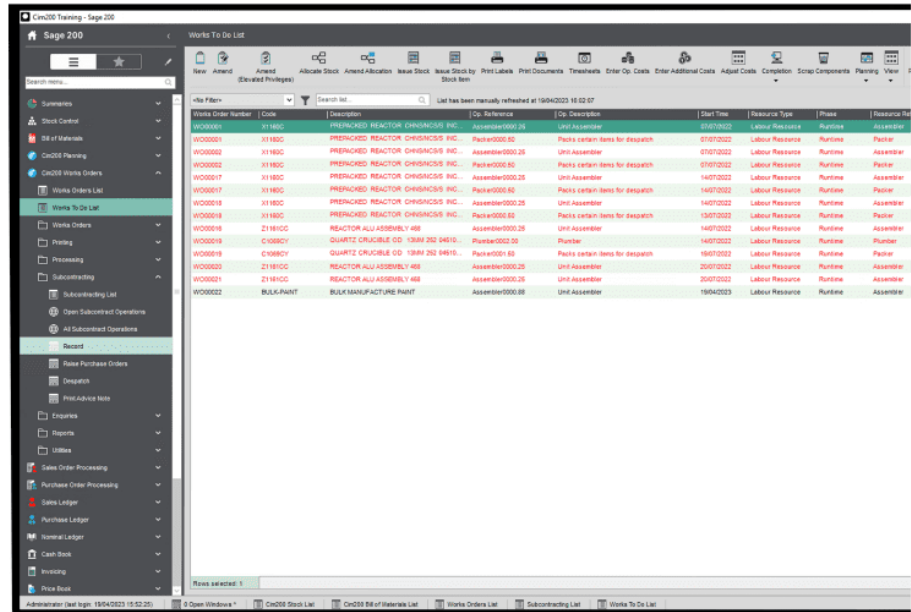 Cim200 Training - Sage 200
Sage 200
Works To Do List
Search menu...
New Amend Amend (Elevated Privileges) Allocate Stock Amend Allocation Issue Stock Issue Stock by Stock Item Print Labels Print Documents Timesheets Enter Op. Costs Enter Additional Costs Adjust Costs Completion Scrap Components Planning View
<No Filter> Search list... List has been manually refreshed at 19/04/2023 16:02:07
Summaries
Stock Control
Bill of Materials
Cim200 Planning
Cim200 Works Orders
Works Orders List
Works To Do List
Works Orders
Printing
Processing
Subcontracting
Subcontracting List
Open Subcontract Operations
All Subcontract Operations
Record
Raise Purchase Orders
Despatch
Print Advice Note
Enquiries
Reports
Utilities
Sales Order Processing
Purchase Order Processing
Sales Ledger
Purchase Ledger
Nominal Ledger
Cash Book
Invoicing
Price Book
Works Order Number Code Description Op. Reference Op. Description Start Time Resource Type Phase Resource Re
WO00001 X1160C PREPACKED REACTOR CHNS/NCS/S INC... Assembler0000.25 Unit Assembler 07/07/2022 Labour Resource Runtime Assembler
WO00001 X1160C PREPACKED REACTOR CHNS/NCS/S INC... Packer0000.50 Packs certain items for despatch 07/07/2022 Labour Resource Runtime Packer
WO00002 X1160C PREPACKED REACTOR CHNS/NCS/S INC... Assembler0000.25 Unit Assembler 07/07/2022 Labour Resource Runtime Assembler
WO00002 X1160C PREPACKED REACTOR CHNS/NCS/S INC... Packer0000.50 Packs certain items for despatch 07/07/2022 Labour Resource Runtime Packer
WO00017 X1160C PREPACKED REACTOR CHNS/NCS/S INC... Assembler0000.25 Unit Assembler 14/07/2022 Labour Resource Runtime Assembler
WO00017 X1160C PREPACKED REACTOR CHNS/NCS/S INC... Packer0000.50 Packs certain items for despatch 14/07/2022 Labour Resource Runtime Packer
WO00018 X1160C PREPACKED REACTOR CHNS/NCS/S INC... Assembler0000.25 Unit Assembler 14/07/2022 Labour Resource Runtime Assembler
WO00018 X1160C PREPACKED REACTOR CHNS/NCS/S INC... Packer0000.50 Packs certain items for despatch 13/07/2022 Labour Resource Runtime Packer
WO00016 Z1161CC REACTOR ALU ASSEMBLY 468 Assembler0000.25 Unit Assembler 14/07/2022 Labour Resource Runtime Assembler
WO00019 C1069CY QUARTZ CRUCIBLE OD 13MM 252 04510... Plumber0002.00 Plumber 14/07/2022 Labour Resource Runtime Plumber
WO00019 C1069CY QUARTZ CRUCIBLE OD 13MM 252 04510... Packer0001.50 Packs certain items for despatch 19/07/2022 Labour Resource Runtime Packer
WO00020 Z1161CC REACTOR ALU ASSEMBLY 468 Assembler0000.25 Unit Assembler 20/07/2022 Labour Resource Runtime Assembler
WO00021 Z1161CC REACTOR ALU ASSEMBLY 468 Assembler0000.25 Unit Assembler 20/07/2022 Labour Resource Runtime Assembler
WO00022 BULK-PAINT BULK MANUFACTURE PAINT Assembler0000.88 Unit Assembler 19/04/2023 Labour Resource Runtime Assembler
Rows selected: 1
Administrator (last login: 19/04/2023 15:52:25) 0 Open Windows ^ Cim200 Stock List Cim200 Bill of Materials List Works Orders List Subcontracting List Works To Do List